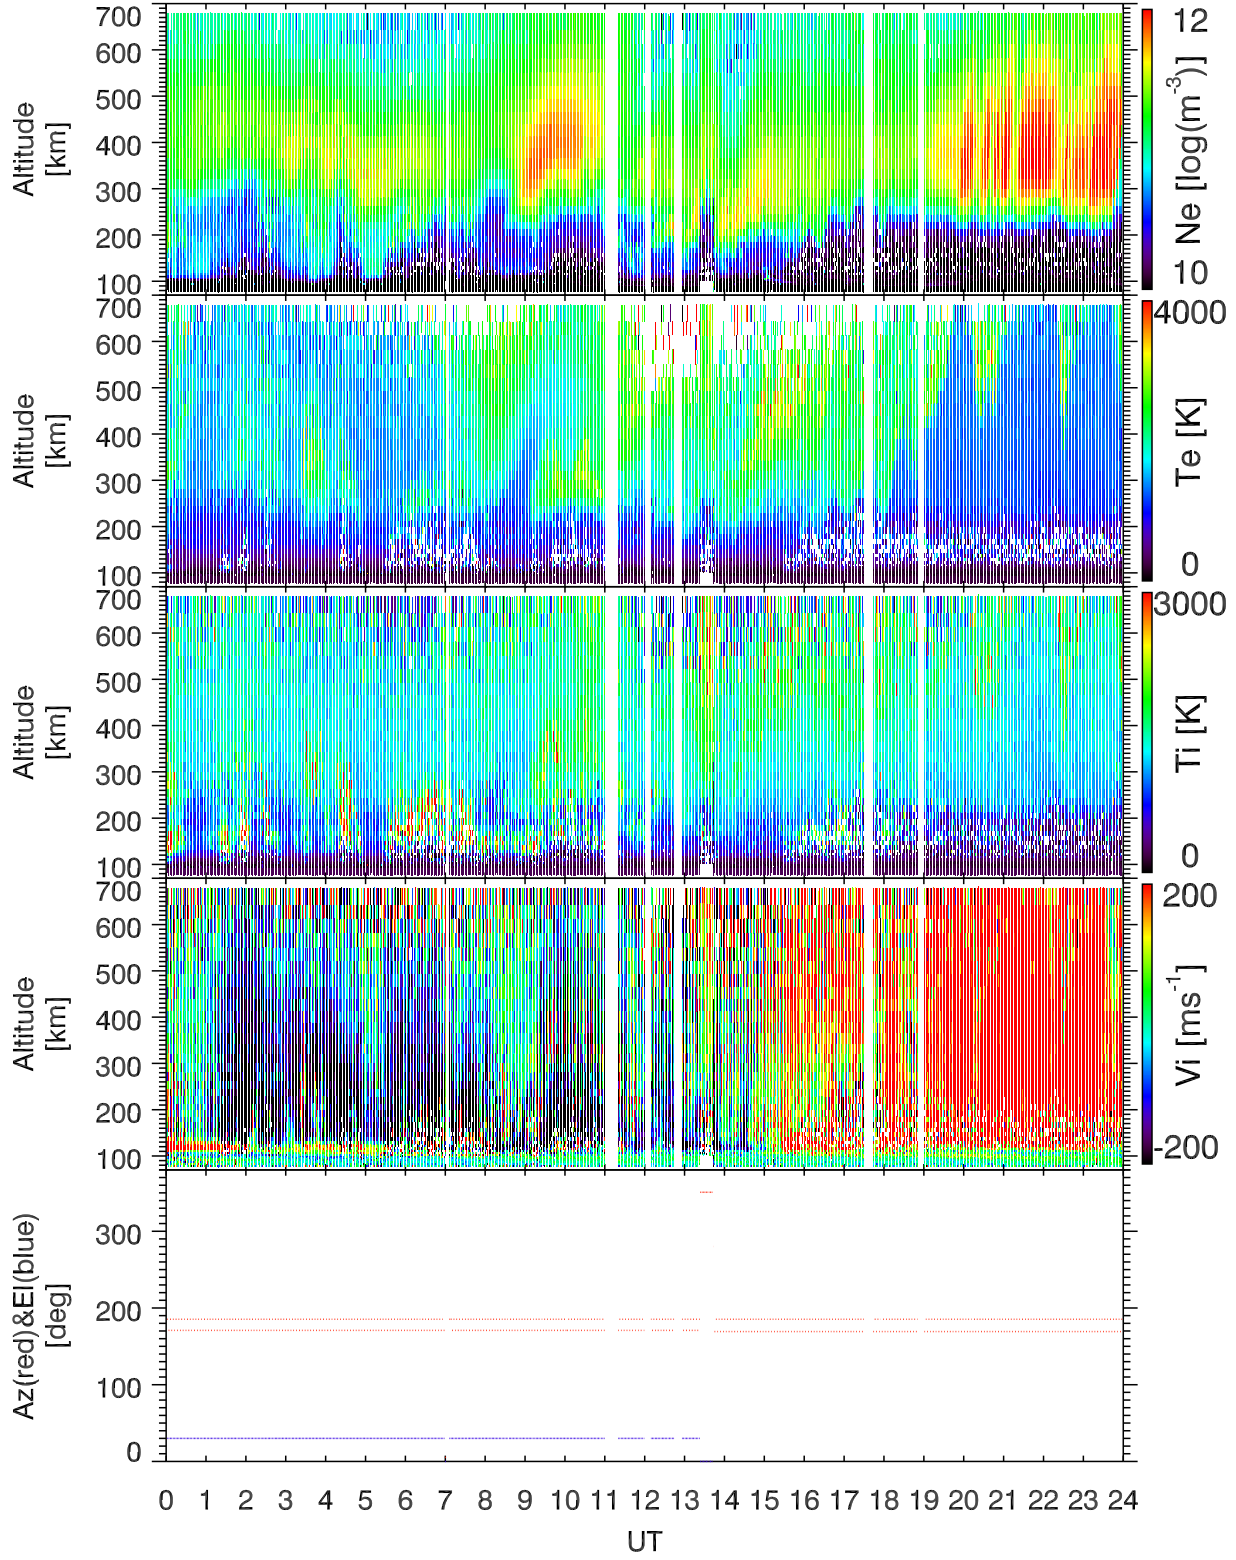 700
600
500
400
300
200
100
Altitude
[km]
12
10
Ne [log(m⁻³)]
700
600
500
400
300
200
100
Altitude
[km]
4000
0
Te [K]
700
600
500
400
300
200
100
Altitude
[km]
3000
0
Ti [K]
700
600
500
400
300
200
100
Altitude
[km]
200
-200
Vi [ms⁻¹]
300
200
100
0
Az(red)&El(blue)
[deg]
0 1 2 3 4 5 6 7 8 9 10 11 12 13 14 15 16 17 18 19 20 21 22 23 24
UT